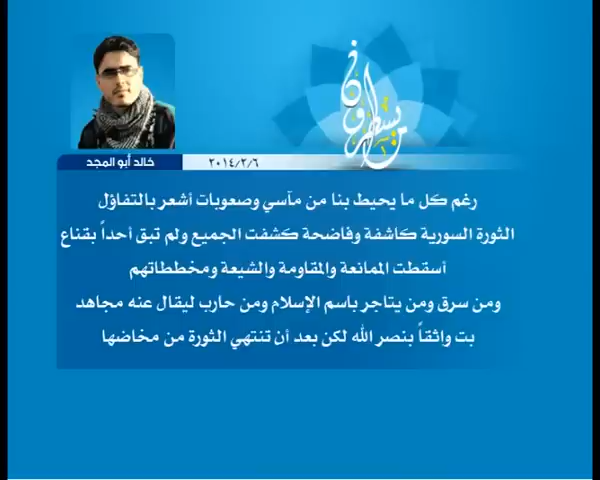 وما يسطرون
خالد أبو المجد
٢٠١٤/٢/٦
رغم كل ما يحيط بنا من مآسي وصعوبات أشعر بالتفاؤل
الثورة السورية كاشفة وفاضحة كشفت الجميع ولم تبق أحداً بقناع
أسقطت الممانعة والمقاومة والشيعة ومخططاتهم
ومن سرق ومن يتاجر باسم الإسلام ومن حارب ليقال عنه مجاهد
بت واثقاً بنصر الله لكن بعد أن تنتهي الثورة من مخاضها